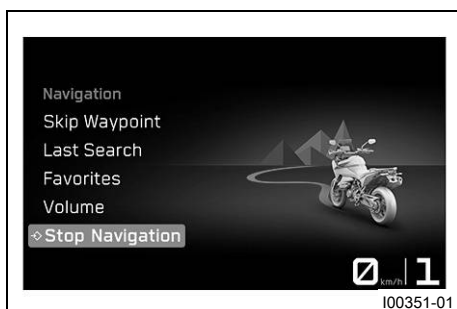 Navigation
Skip Waypoint
Last Search
Favorites
Volume
Stop Navigation
0 km/h 1
I00351-01